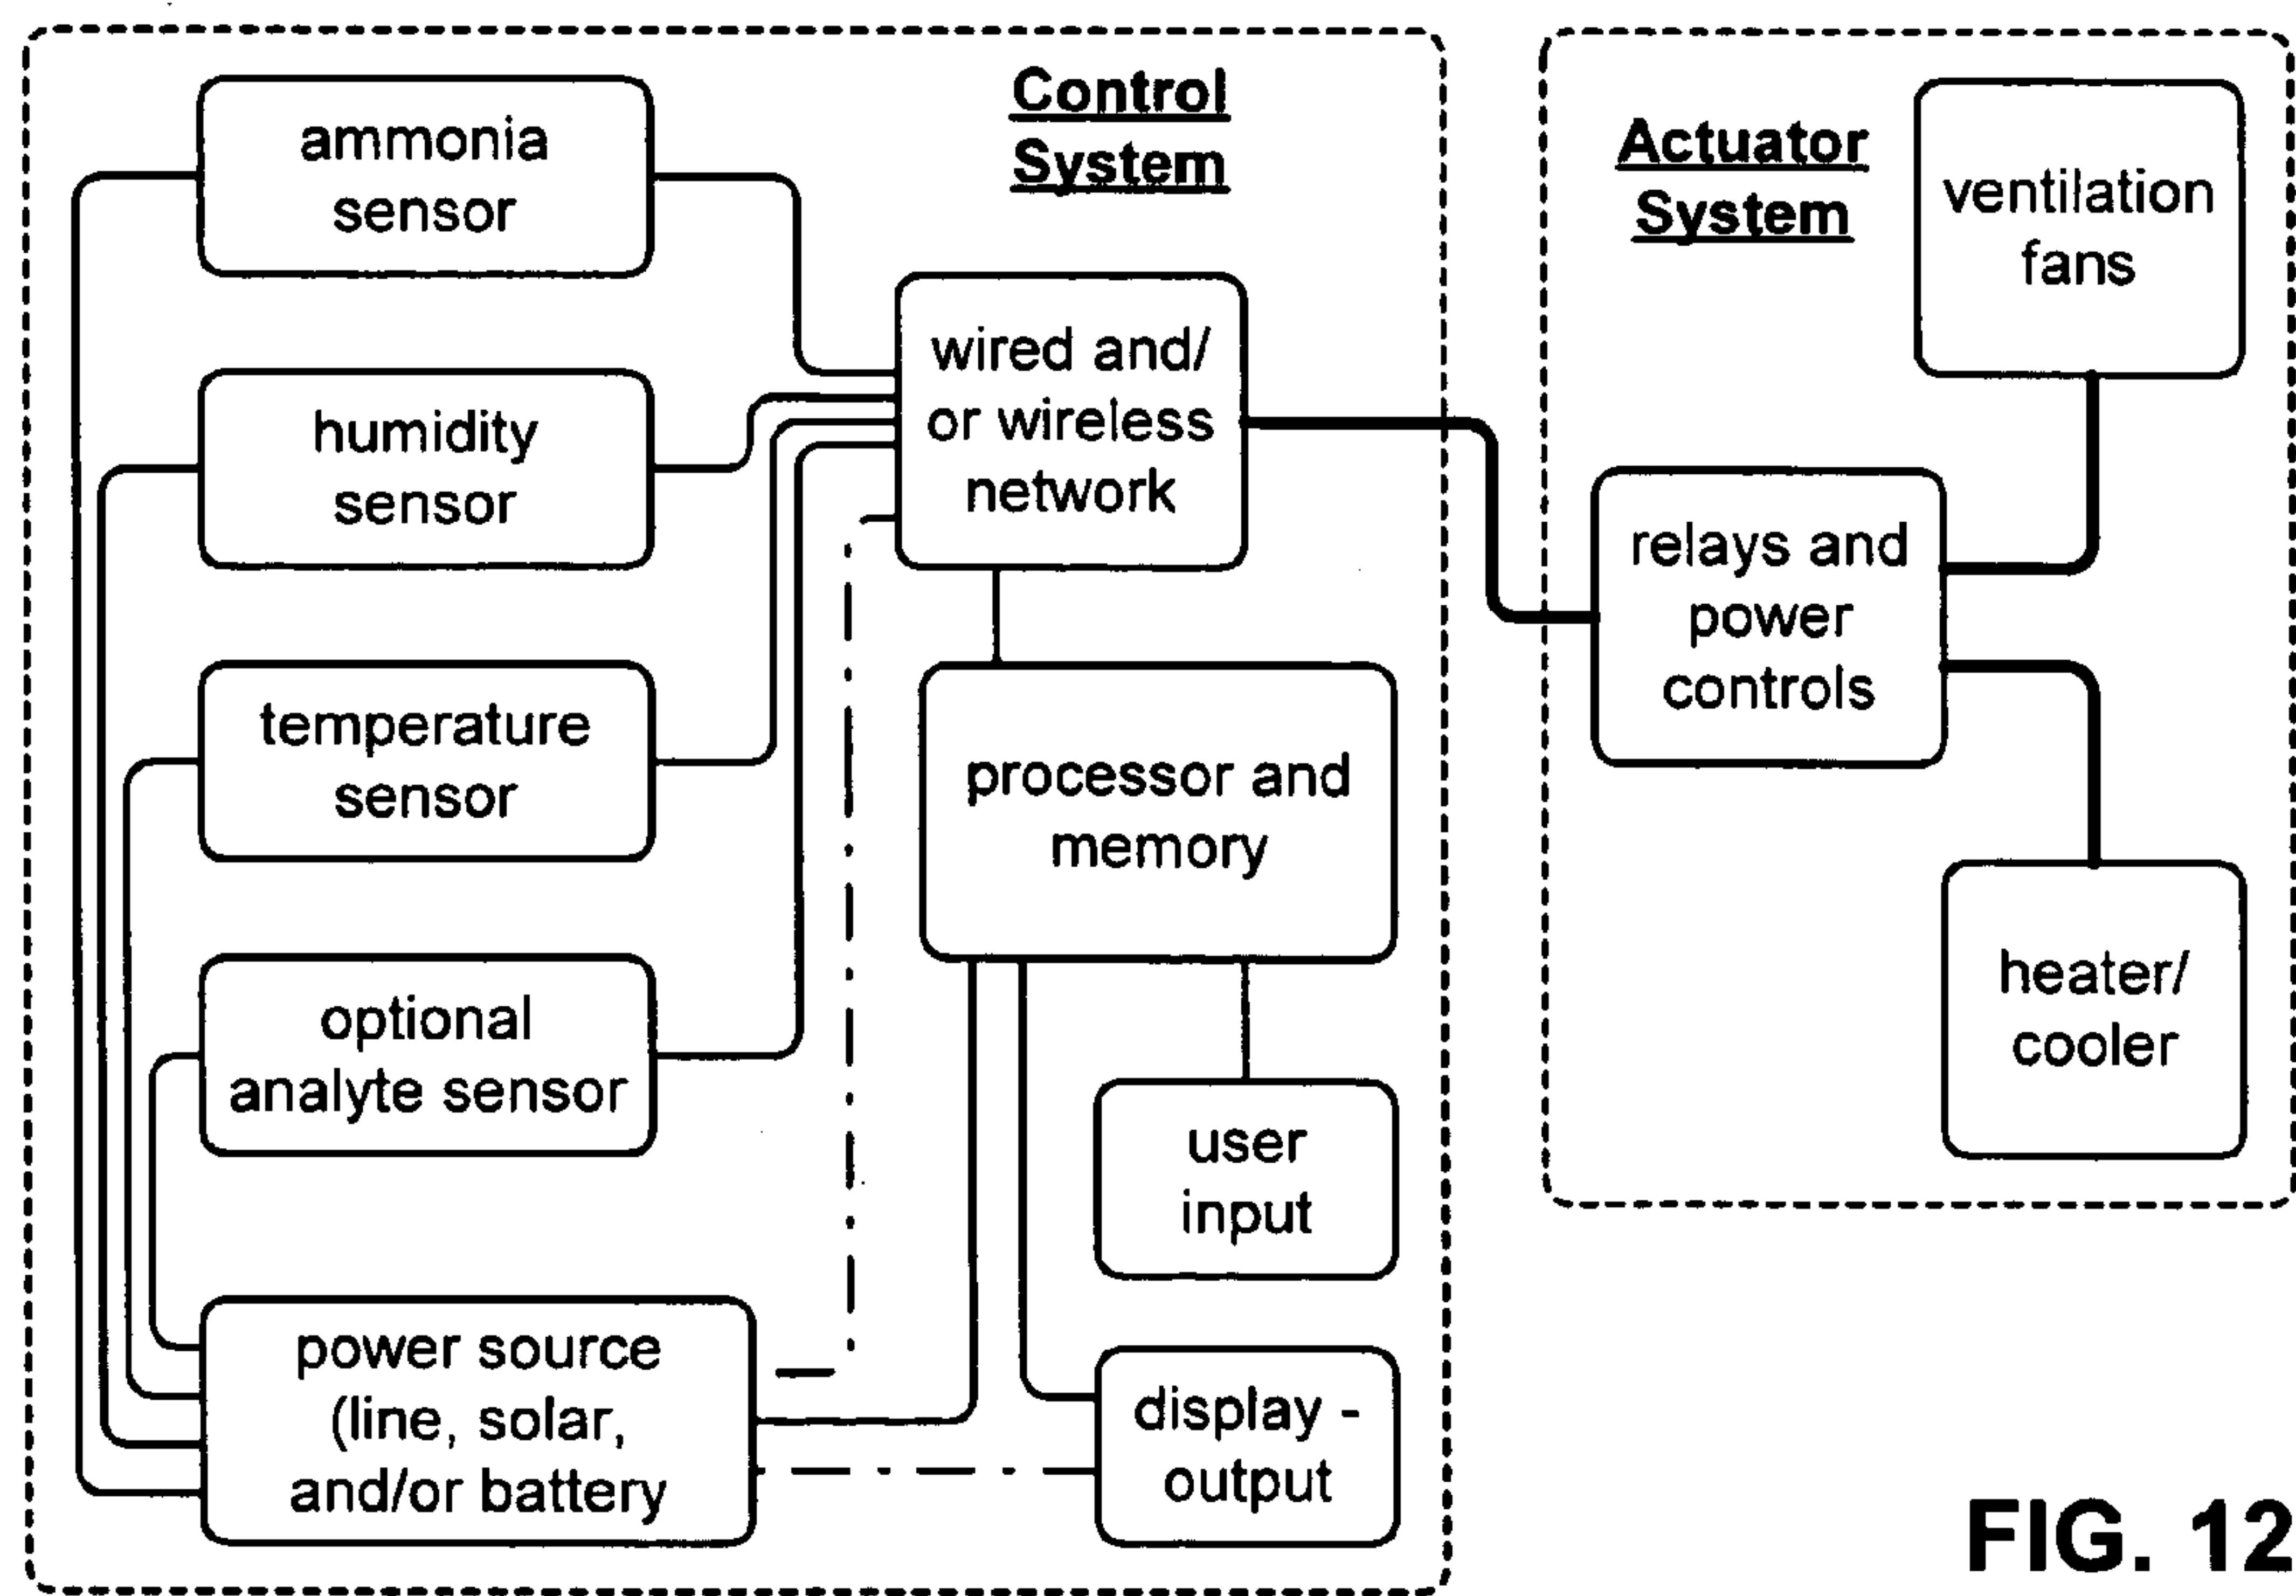 Control
System
ammonia
sensor
humidity
sensor
temperature
sensor
optional
analyte sensor
power source
(line, solar,
and/or battery
wired and/
or wireless
network
processor and
memory
user
input
display -
output
Actuator
System
ventilation
fans
relays and
power
controls
heater/
cooler
FIG. 12